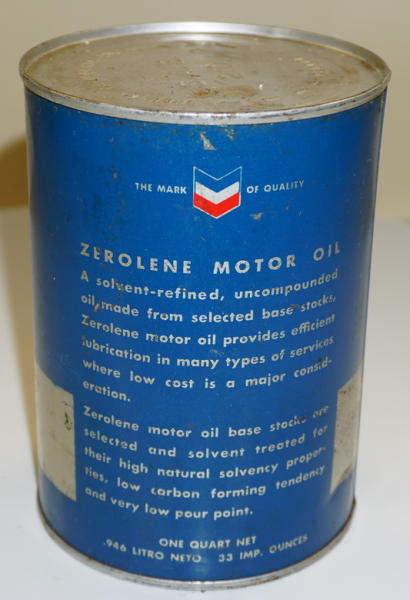 THE MARK OF QUALITY
ZEROLENE MOTOR OIL
A solvent-refined, uncompounded
oil, made from selected base stocks,
Zerolene motor oil provides efficient
lubrication in many types of services
where low cost is a major consid-
eration.
Zerolene motor oil base stocks are
selected and solvent treated for
their high natural solvency proper-
ties, low carbon forming tendency
and very low pour point.
ONE QUART NET
.946 LITRO NETO 33 IMP. OUNCES